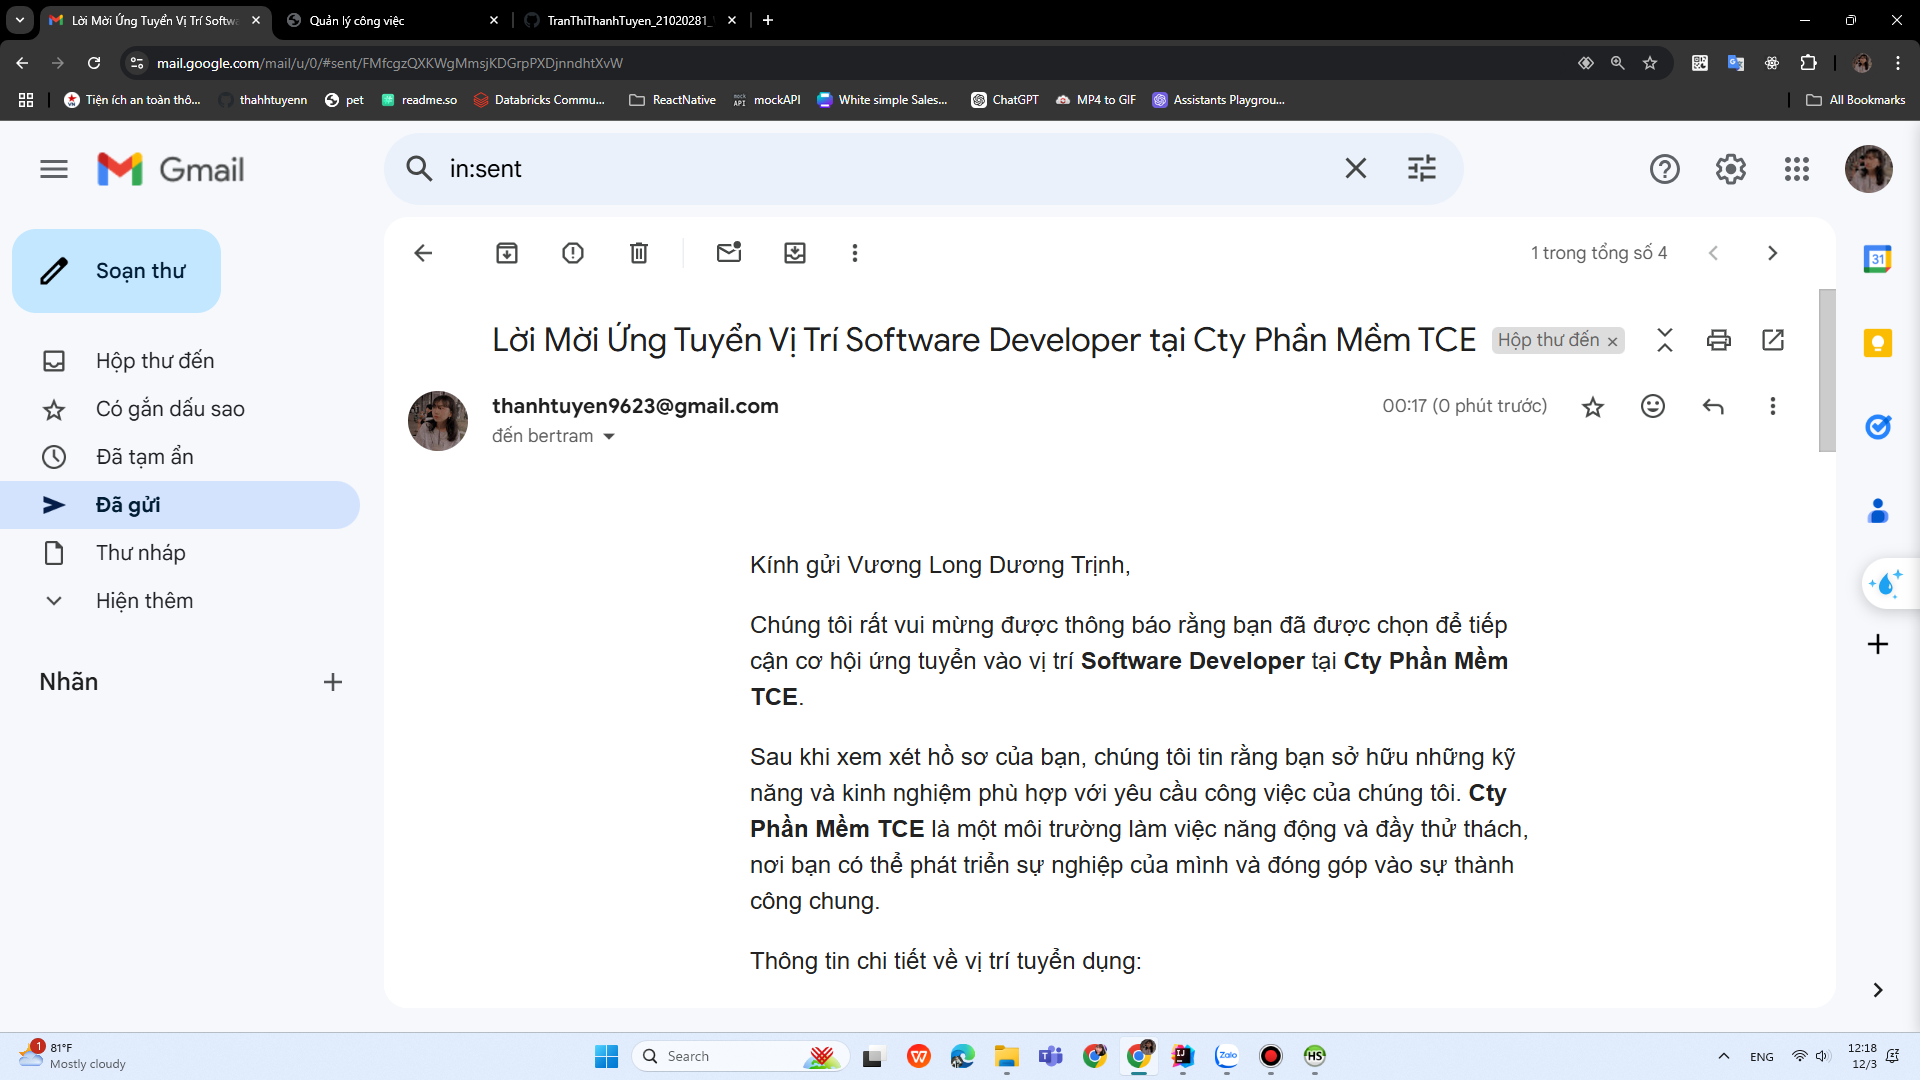 Lời Mời Ứng Tuyển Vị Trí Softwa
Quản lý công việc
TranThiThanhTuyen_21020281_
mail.google.com/mail/u/0/#sent/FMfcgzQXKWgMmsjKDGrpPXDjnndhtXvW
Tiện ích an toàn thô...
thahhtuyenn
pet
readme.so
Databricks Commu...
ReactNative
mock API
mockAPI
White simple Sales...
ChatGPT
MP4 to GIF
Assistants Playgrou...
All Bookmarks
Gmail
in:sent
Soạn thư
1 trong tổng số 4
31
Lời Mời Ứng Tuyển Vị Trí Software Developer tại Cty Phần Mềm TCE
Hộp thư đến ×
Hộp thư đến
Có gắn dấu sao
Đã tạm ẩn
Đã gửi
Thư nháp
Hiện thêm
Nhãn
thanhtuyen9623@gmail.com
00:17 (0 phút trước)
đến bertram
Kính gửi Vương Long Dương Trịnh,
Chúng tôi rất vui mừng được thông báo rằng bạn đã được chọn để tiếp
cận cơ hội ứng tuyển vào vị trí Software Developer tại Cty Phần Mềm
TCE.
Sau khi xem xét hồ sơ của bạn, chúng tôi tin rằng bạn sở hữu những kỹ
năng và kinh nghiệm phù hợp với yêu cầu công việc của chúng tôi. Cty
Phần Mềm TCE là một môi trường làm việc năng động và đầy thử thách,
nơi bạn có thể phát triển sự nghiệp của mình và đóng góp vào sự thành
công chung.
Thông tin chi tiết về vị trí tuyển dụng:
1
81°F
Mostly cloudy
Search
Zalo
HS
ENG
12:18
12/3